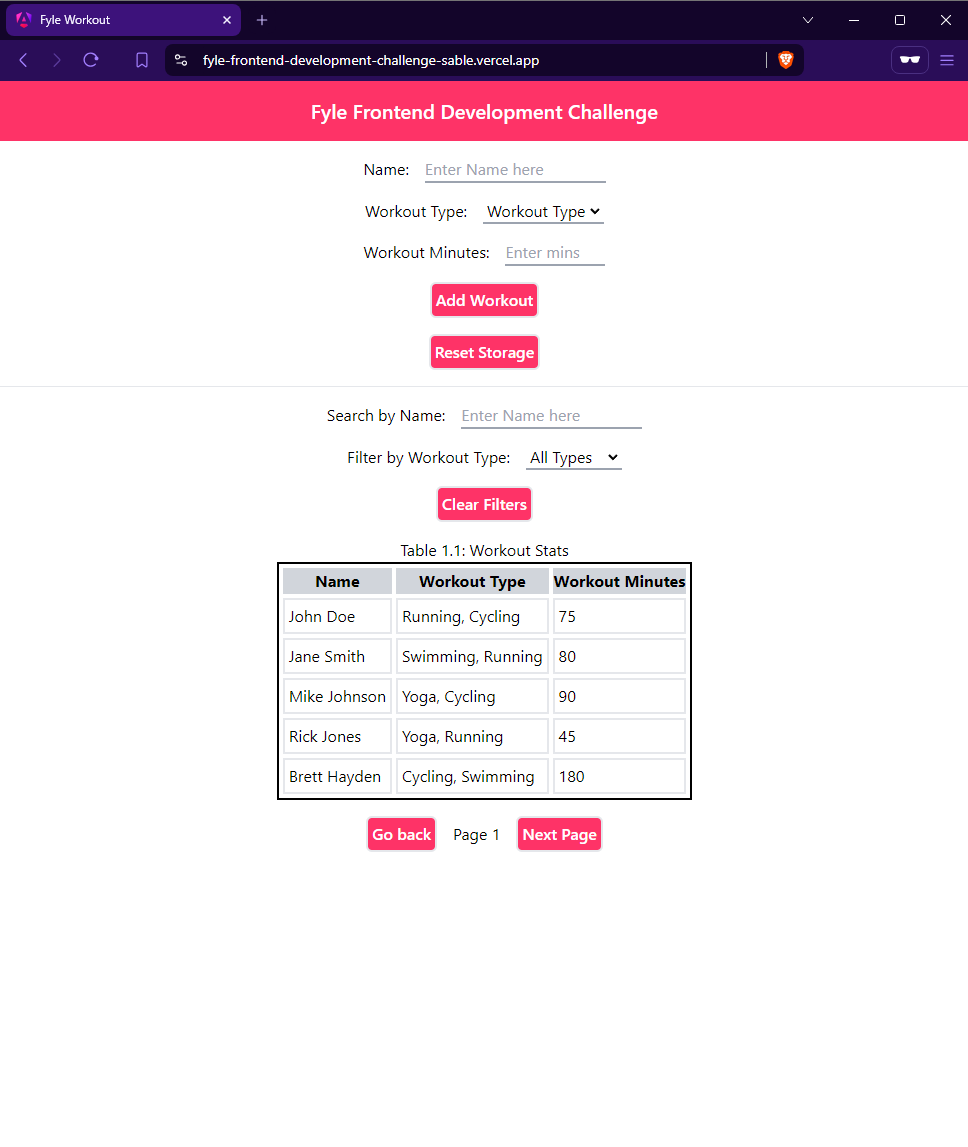 Fyle Workout
fyle-frontend-development-challenge-sable.vercel.app
Fyle Frontend Development Challenge
Name: Enter Name here
Workout Type: Workout Type
Workout Minutes: Enter mins
Add Workout
Reset Storage
Search by Name: Enter Name here
Filter by Workout Type: All Types
Clear Filters
Table 1.1: Workout Stats
Name Workout Type Workout Minutes
John Doe Running, Cycling 75
Jane Smith Swimming, Running 80
Mike Johnson Yoga, Cycling 90
Rick Jones Yoga, Running 45
Brett Hayden Cycling, Swimming 180
Go back Page 1 Next Page